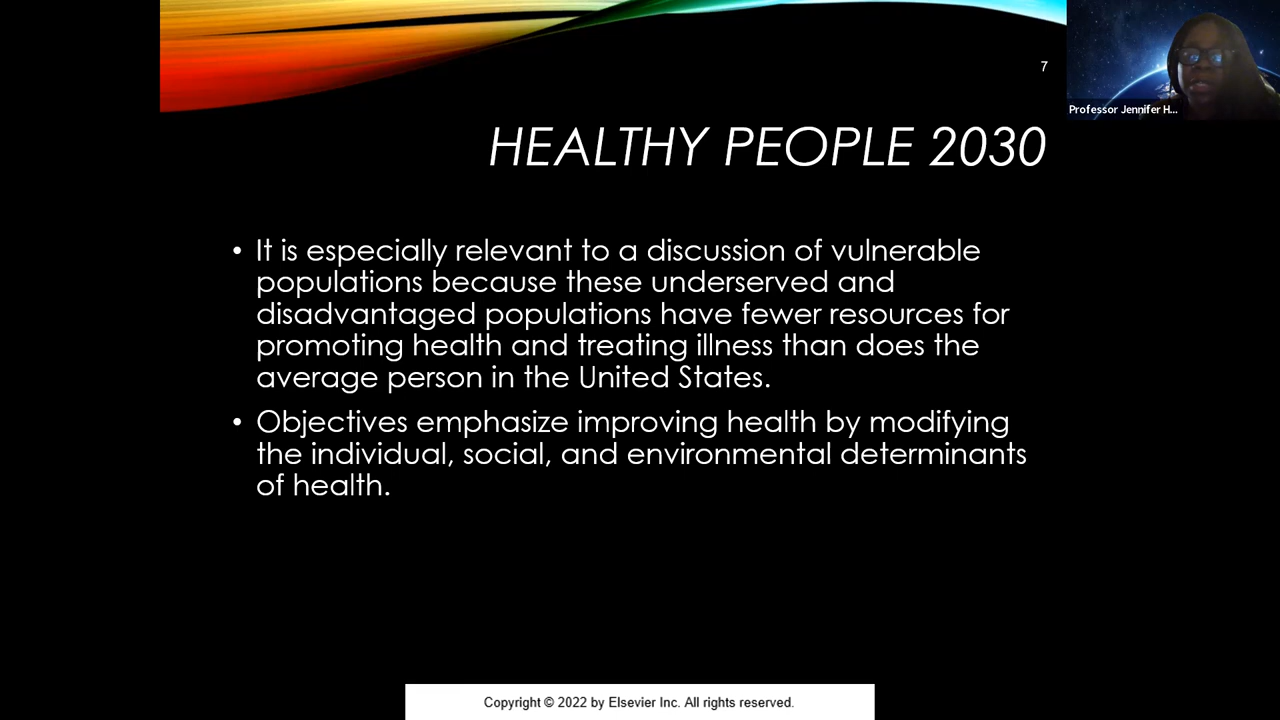 7
Professor Jennifer H...
HEALTHY PEOPLE 2030
• It is especially relevant to a discussion of vulnerable
populations because these underserved and
disadvantaged populations have fewer resources for
promoting health and treating illness than does the
average person in the United States.
• Objectives emphasize improving health by modifying
the individual, social, and environmental determinants
of health.
Copyright © 2022 by Elsevier Inc. All rights reserved.